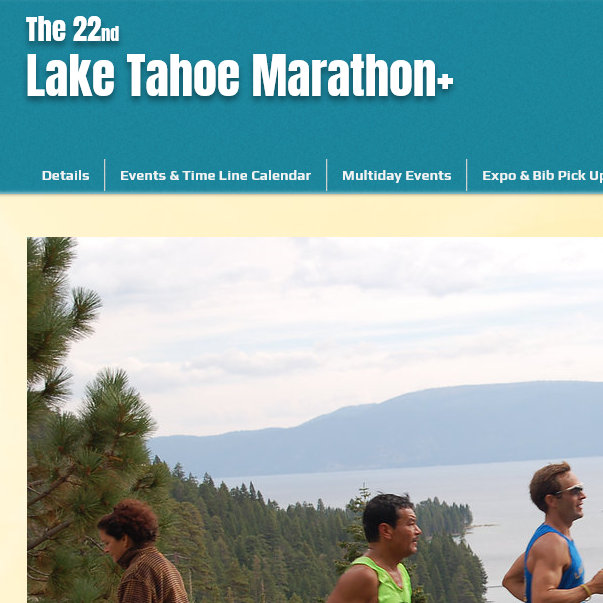 The 22nd
Lake Tahoe Marathon+
Details Events & Time Line Calendar Multiday Events Expo & Bib Pick Up